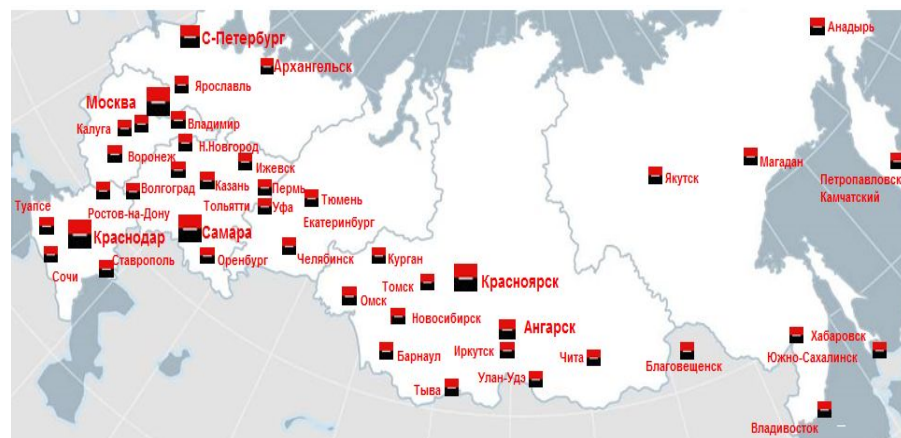 С-Петербург
Анадырь
Архангельск
Ярославль
Москва
Калуга
Владимир
Н.Новгород
Воронеж
Ижевск
Магадан
Якутск
Петропавловск
Камчатский
Волгоград
Казань
Пермь
Тюмень
Туапсе
Ростов-на-Дону
Тольятти
Уфа
Екатеринбург
Краснодар
Самара
Ставрополь
Оренбург
Челябинск
Курган
Сочи
Томск
Красноярск
Омск
Новосибирск
Ангарск
Хабаровск
Барнаул
Иркутск
Чита
Благовещенск
Южно-Сахалинск
Тыва
Улан-Удэ
Владивосток